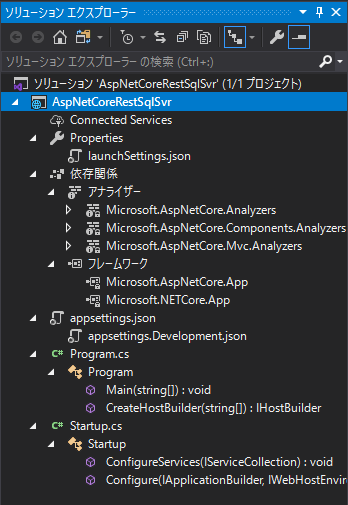 ソリューション エクスプローラー
ソリューション エクスプローラー の検索 (Ctrl+:)
ソリューション 'AspNetCoreRestSqlSvr' (1/1 プロジェクト)
AspNetCoreRestSqlSvr
Connected Services
Properties
launchSettings.json
依存関係
アナライザー
Microsoft.AspNetCore.Analyzers
Microsoft.AspNetCore.Components.Analyzers
Microsoft.AspNetCore.Mvc.Analyzers
フレームワーク
Microsoft.AspNetCore.App
Microsoft.NETCore.App
appsettings.json
appsettings.Development.json
C# Program.cs
Program
Main(string[]) : void
CreateHostBuilder(string[]) : IHostBuilder
C# Startup.cs
Startup
ConfigureServices(IServiceCollection) : void
Configure(IApplicationBuilder, IWebHostEnvir